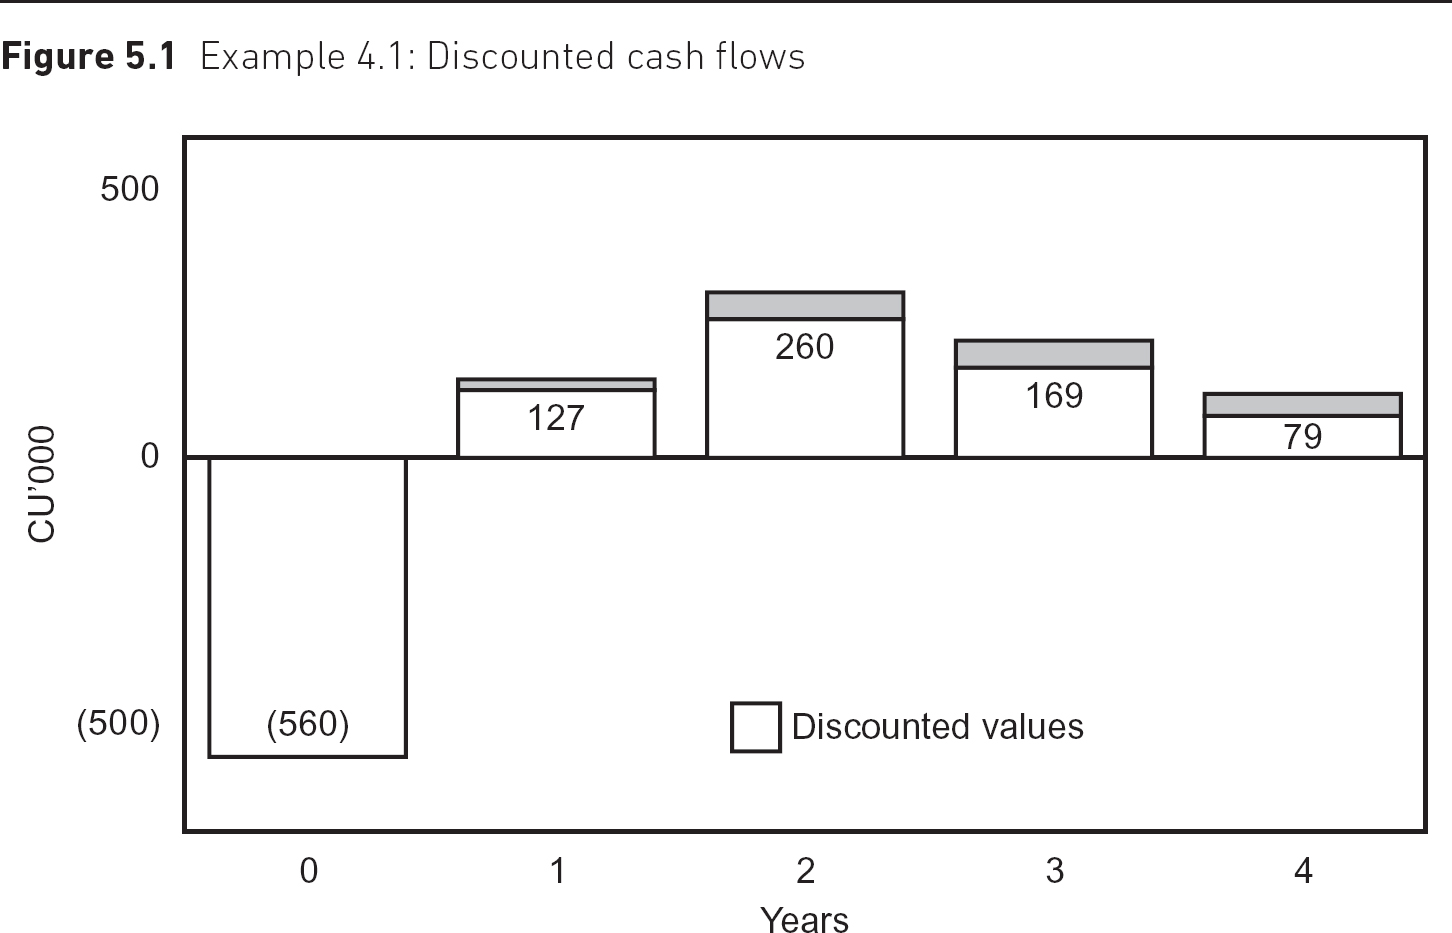 Figure 5.1 Example 4.1: Discounted cash flows
500
260
169
127
79
0
CU’000
(500)
(560)
Discounted values
0 1 2 3 4
Years